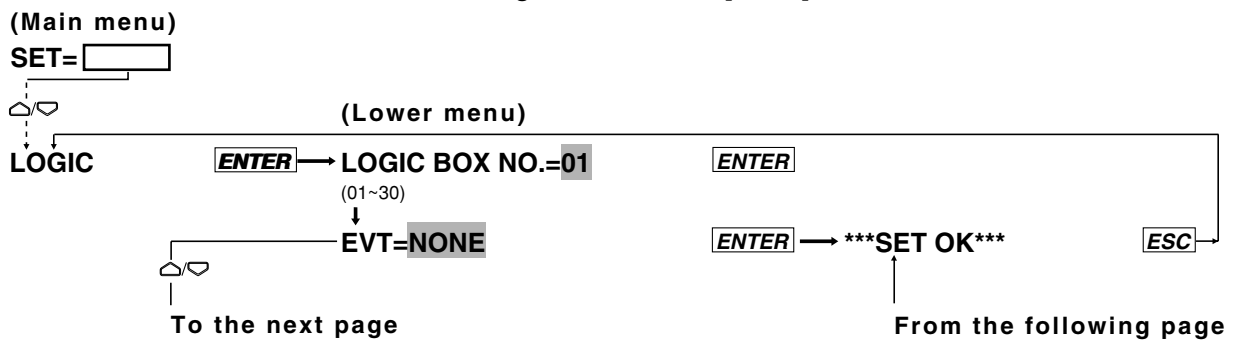 (Main menu)
SET=
(Lower menu)
LOGIC ENTER LOGIC BOX NO.=01 ENTER
(01~30)
EVT=NONE ENTER ***SET OK*** ESC
/
To the next page
From the following page